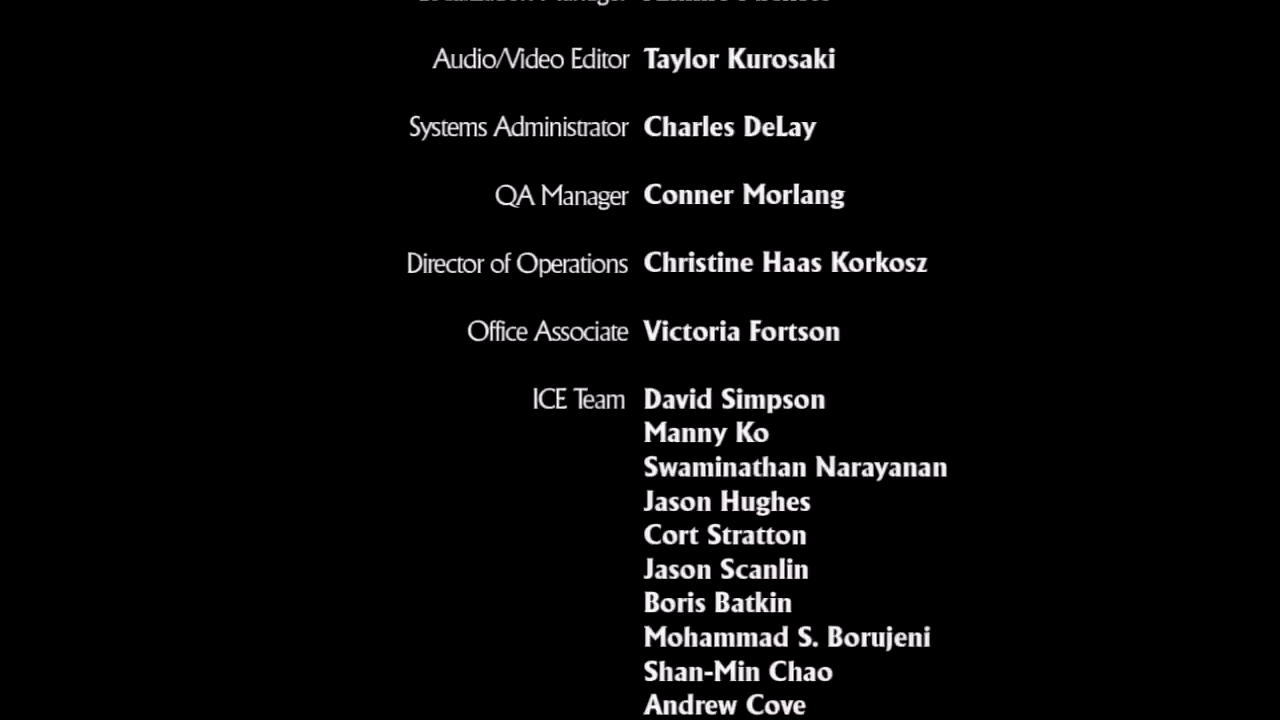 Audio/Video Editor Taylor Kurosaki
Systems Administrator Charles DeLay
QA Manager Conner Morlang
Director of Operations Christine Haas Korkosz
Office Associate Victoria Fortson
ICE Team David Simpson
Manny Ko
Swaminathan Narayanan
Jason Hughes
Cort Stratton
Jason Scanlin
Boris Batkin
Mohammad S. Borujeni
Shan-Min Chao
Andrew Cove